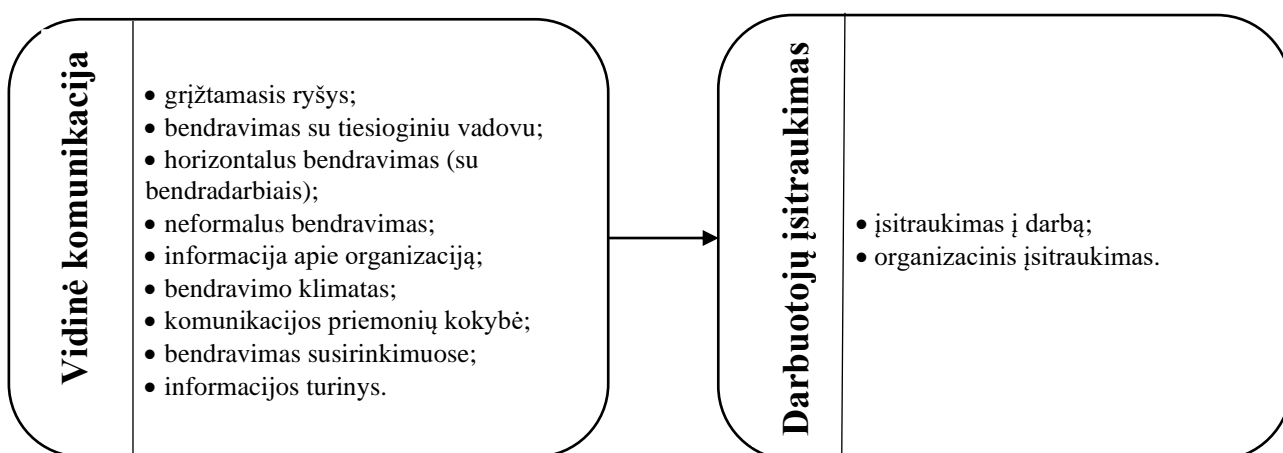 Vidinė komunikacija
• grįžtamasis ryšys;
• bendravimas su tiesioginiu vadovu;
• horizontalus bendravimas (su
bendradarbiais);
• neformalus bendravimas;
• informacija apie organizaciją;
• bendravimo klimatas;
• komunikacijos priemonių kokybė;
• bendravimas susirinkimuose;
• informacijos turinys.
Darbuotojų įsitraukimas
• įsitraukimas į darbą;
• organizacinis įsitraukimas.